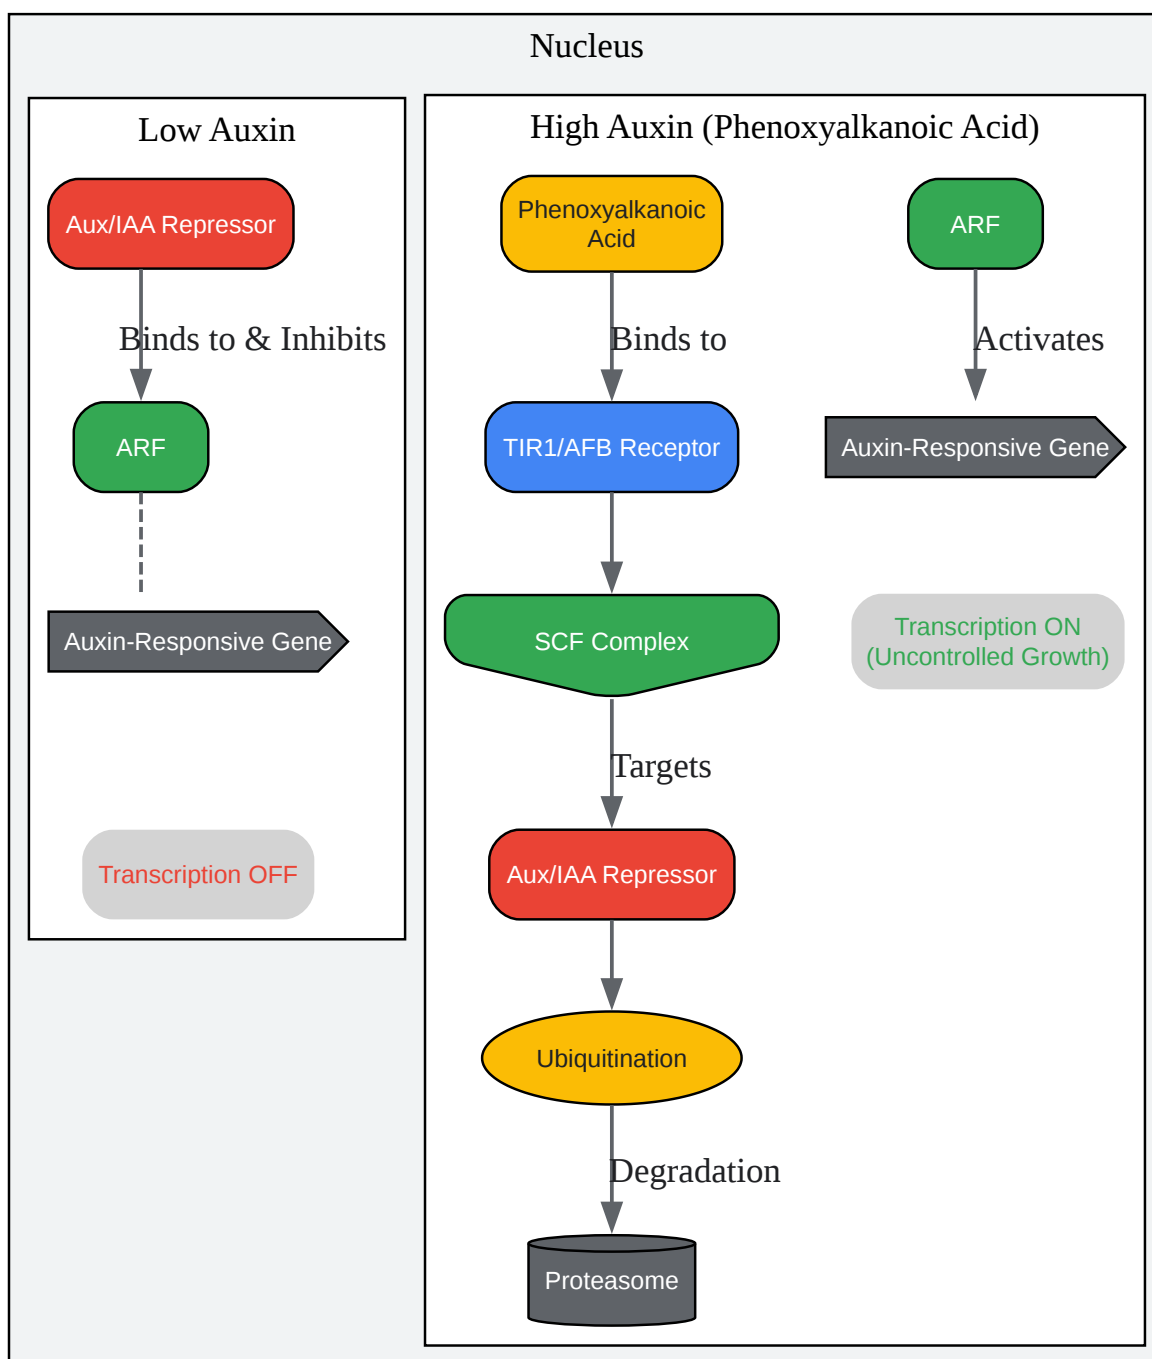 Nucleus
Low Auxin
Aux/IAA Repressor
Binds to & Inhibits
ARF
Auxin-Responsive Gene
Transcription OFF
High Auxin (Phenoxyalkanoic Acid)
Phenoxyalkanoic
Acid
Binds to
TIR1/AFB Receptor
SCF Complex
Targets
Aux/IAA Repressor
Ubiquitination
Degradation
Proteasome
ARF
Activates
Auxin-Responsive Gene
Transcription ON
(Uncontrolled Growth)